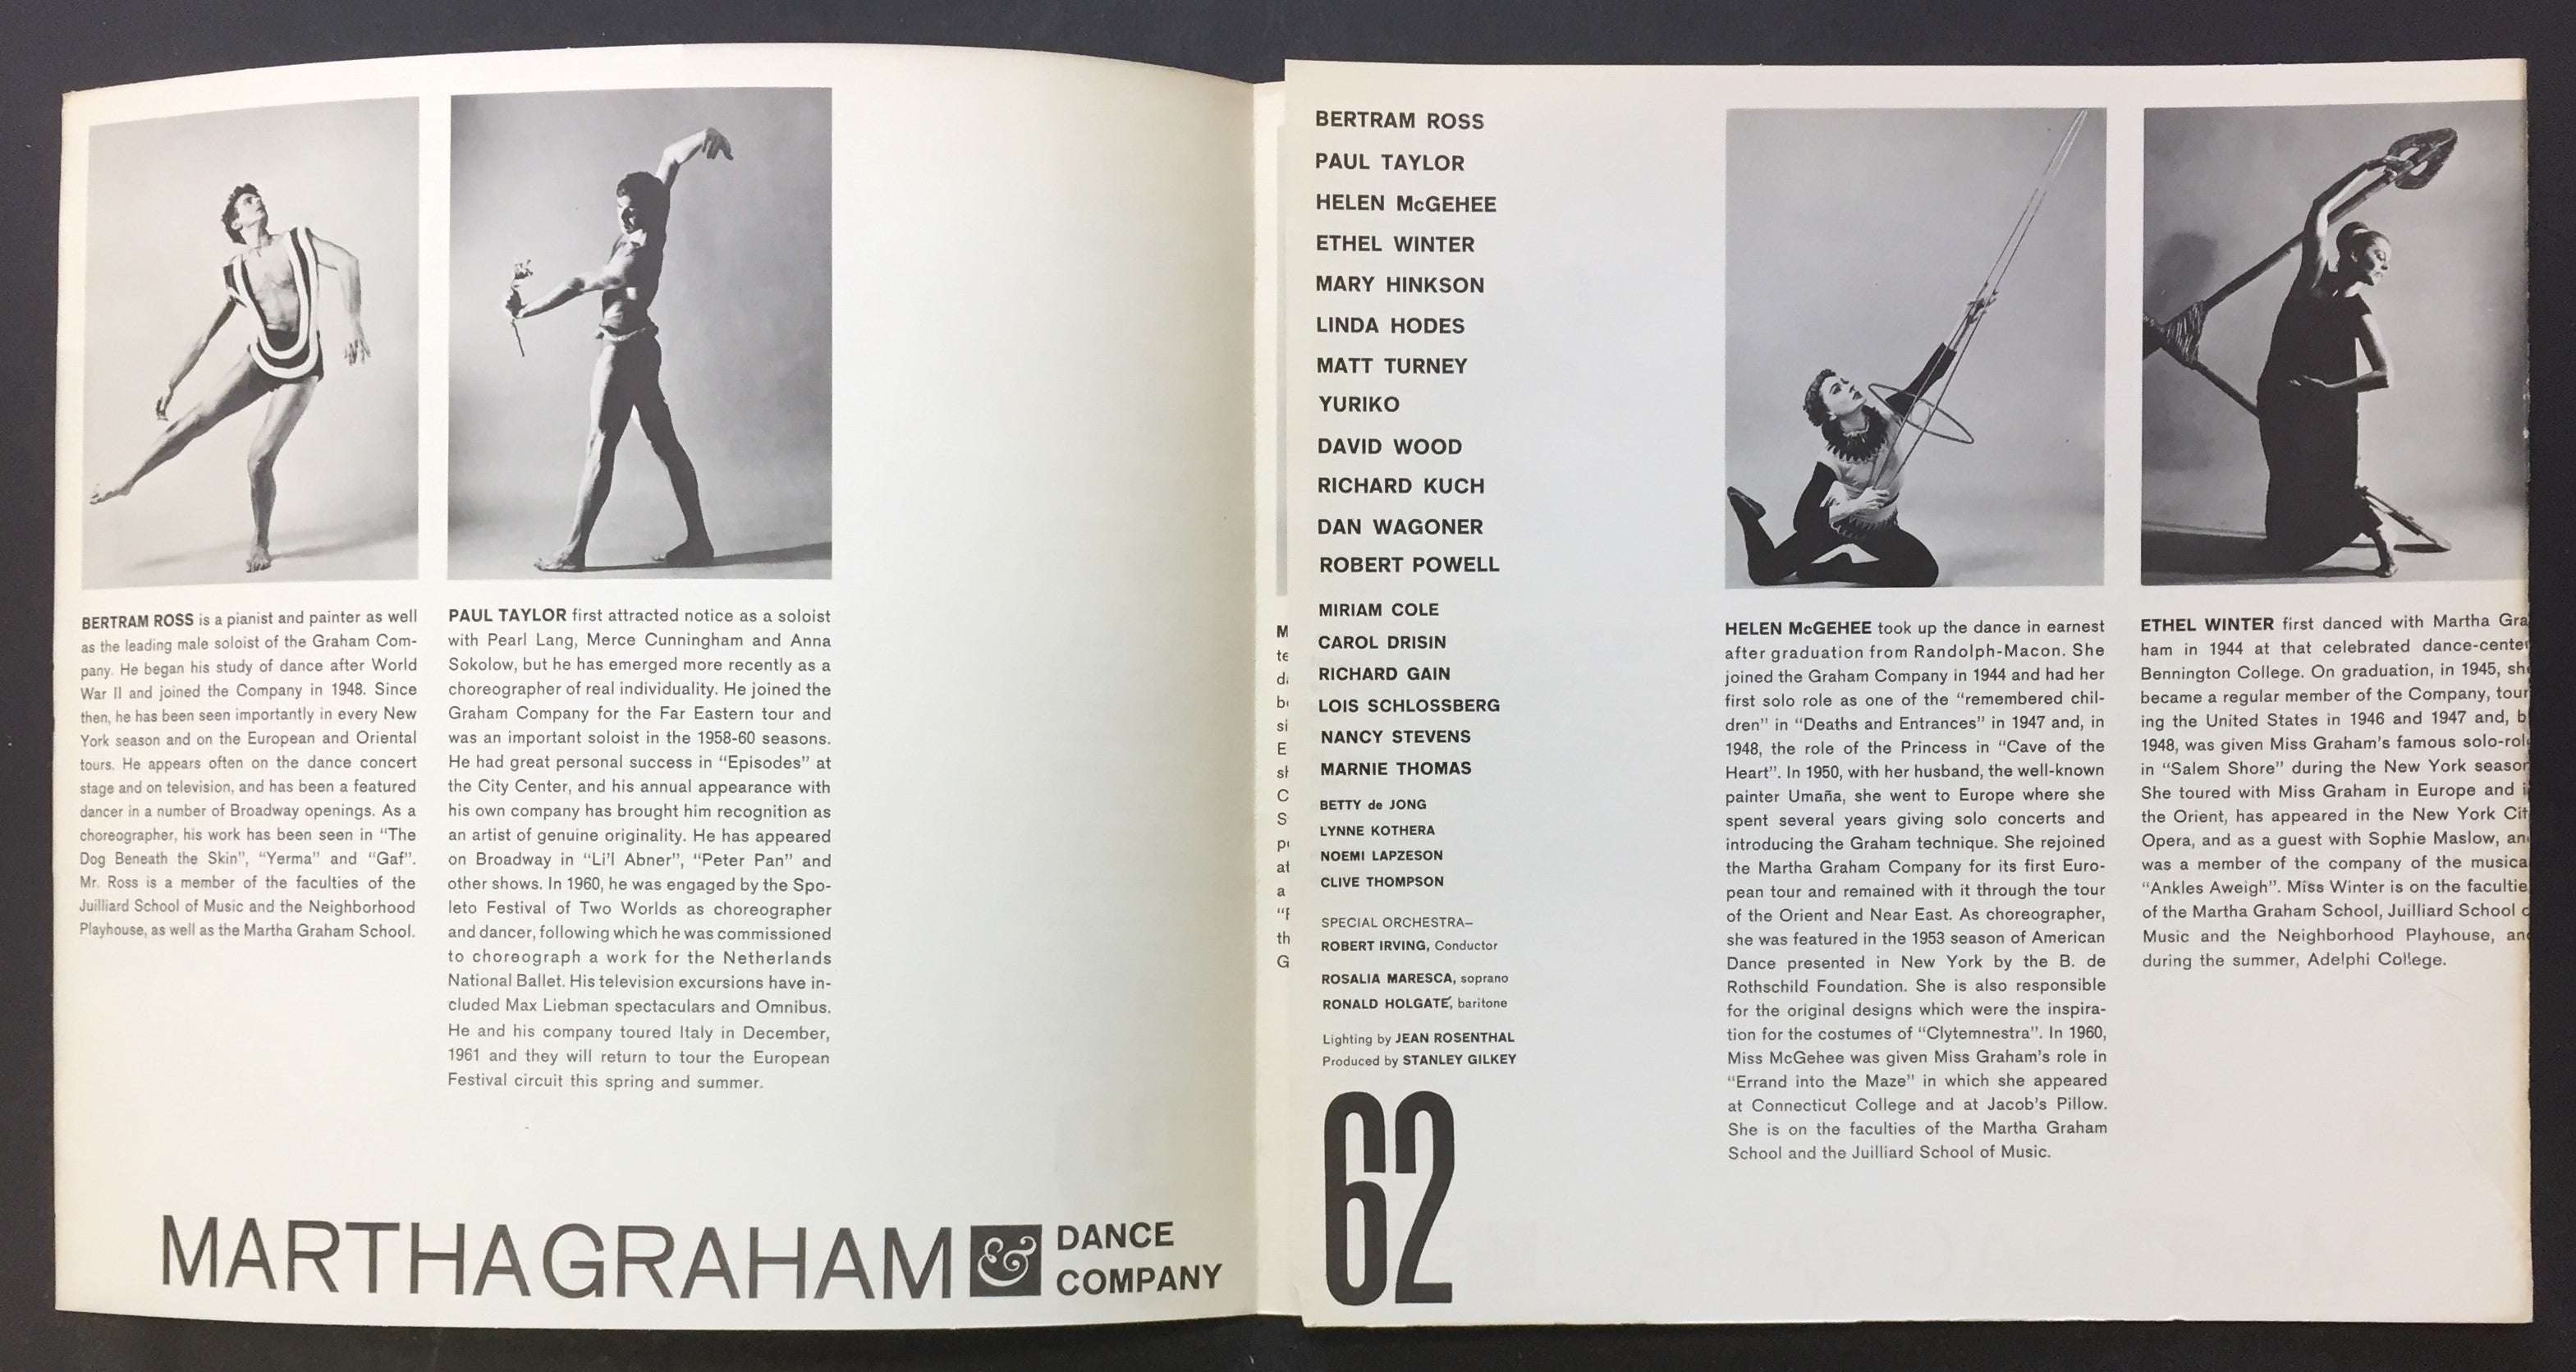 BERTRAM ROSS is a pianist and painter as well
as the leading male soloist of the Graham Com-
pany. He began his study of dance after World
War II and joined the Company in 1948. Since
then, he has been seen importantly in every New
York season and on the European and Oriental
tours. He appears often on the dance concert
stage and on television, and has been a featured
dancer in a number of Broadway openings. As a
choreographer, his work has been seen in “The
Dog Beneath the Skin”, “Yerma” and “Gaf”.
Mr. Ross is a member of the faculties of the
Juilliard School of Music and the Neighborhood
Playhouse, as well as the Martha Graham School.
PAUL TAYLOR first attracted notice as a soloist
with Pearl Lang, Merce Cunningham and Anna
Sokolow, but he has emerged more recently as a
choreographer of real individuality. He joined the
Graham Company for the Far Eastern tour and
was an important soloist in the 1958-60 seasons.
He had great personal success in “Episodes” at
the City Center, and his annual appearance with
his own company has brought him recognition as
an artist of genuine originality. He has appeared
on Broadway in “Li’l Abner”, “Peter Pan” and
other shows. In 1960, he was engaged by the Spo-
leto Festival of Two Worlds as choreographer
and dancer, following which he was commissioned
to choreograph a work for the Netherlands
National Ballet. His television excursions have in-
cluded Max Liebman spectaculars and Omnibus.
He and his company toured Italy in December,
1961 and they will return to tour the European
Festival circuit this spring and summer.
MARTHA GRAHAM & DANCE
COMPANY
BERTRAM ROSS
PAUL TAYLOR
HELEN McGEHEE
ETHEL WINTER
MARY HINKSON
LINDA HODES
MATT TURNEY
YURIKO
DAVID WOOD
RICHARD KUCH
DAN WAGONER
ROBERT POWELL
MIRIAM COLE
CAROL DRISIN
RICHARD GAIN
LOIS SCHLOSSBERG
NANCY STEVENS
MARNIE THOMAS
BETTY de JONG
LYNNE KOTHERA
NOEMI LAPZESON
CLIVE THOMPSON
SPECIAL ORCHESTRA–
ROBERT IRVING, Conductor
ROSALIA MARESCA, soprano
RONALD HOLGATE, baritone
Lighting by JEAN ROSENTHAL
Produced by STANLEY GILKEY
62
HELEN McGEHEE took up the dance in earnest
after graduation from Randolph-Macon. She
joined the Graham Company in 1944 and had her
first solo role as one of the “remembered chil-
dren” in “Deaths and Entrances” in 1947 and, in
1948, the role of the Princess in “Cave of the
Heart”. In 1950, with her husband, the well-known
painter Umaña, she went to Europe where she
spent several years giving solo concerts and
introducing the Graham technique. She rejoined
the Martha Graham Company for its first Euro-
pean tour and remained with it through the tour
of the Orient and Near East. As choreographer,
she was featured in the 1953 season of American
Dance presented in New York by the B. de
Rothschild Foundation. She is also responsible
for the original designs which were the inspira-
tion for the costumes of “Clytemnestra”. In 1960,
Miss McGehee was given Miss Graham’s role in
“Errand into the Maze” in which she appeared
at Connecticut College and at Jacob’s Pillow.
She is on the faculties of the Martha Graham
School and the Juilliard School of Music.
ETHEL WINTER first danced with Martha Gra
ham in 1944 at that celebrated dance-center
Bennington College. On graduation, in 1945, she
became a regular member of the Company, tour
ing the United States in 1946 and 1947 and, b
1948, was given Miss Graham’s famous solo-role
in “Salem Shore” during the New York season
She toured with Miss Graham in Europe and i
the Orient, has appeared in the New York Cit
Opera, and as a guest with Sophie Maslow, an
was a member of the company of the musica
“Ankles Aweigh”. Miss Winter is on the facultie
of the Martha Graham School, Juilliard School o
Music and the Neighborhood Playhouse, and
during the summer, Adelphi College.